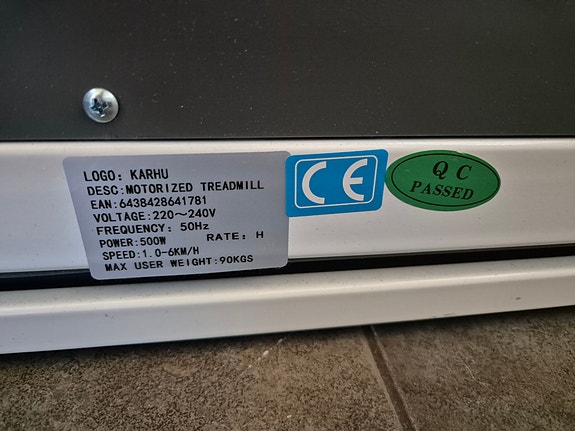 LOGO: KARHU
DESC:MOTORIZED TREADMILL
EAN:6438428641781
VOLTAGE:220～240V
FREQUENCY: 50Hz
POWER:500W RATE: H
SPEED:1.0-6KM/H
MAX USER WEIGHT:90KGS
CE
QC
PASSED